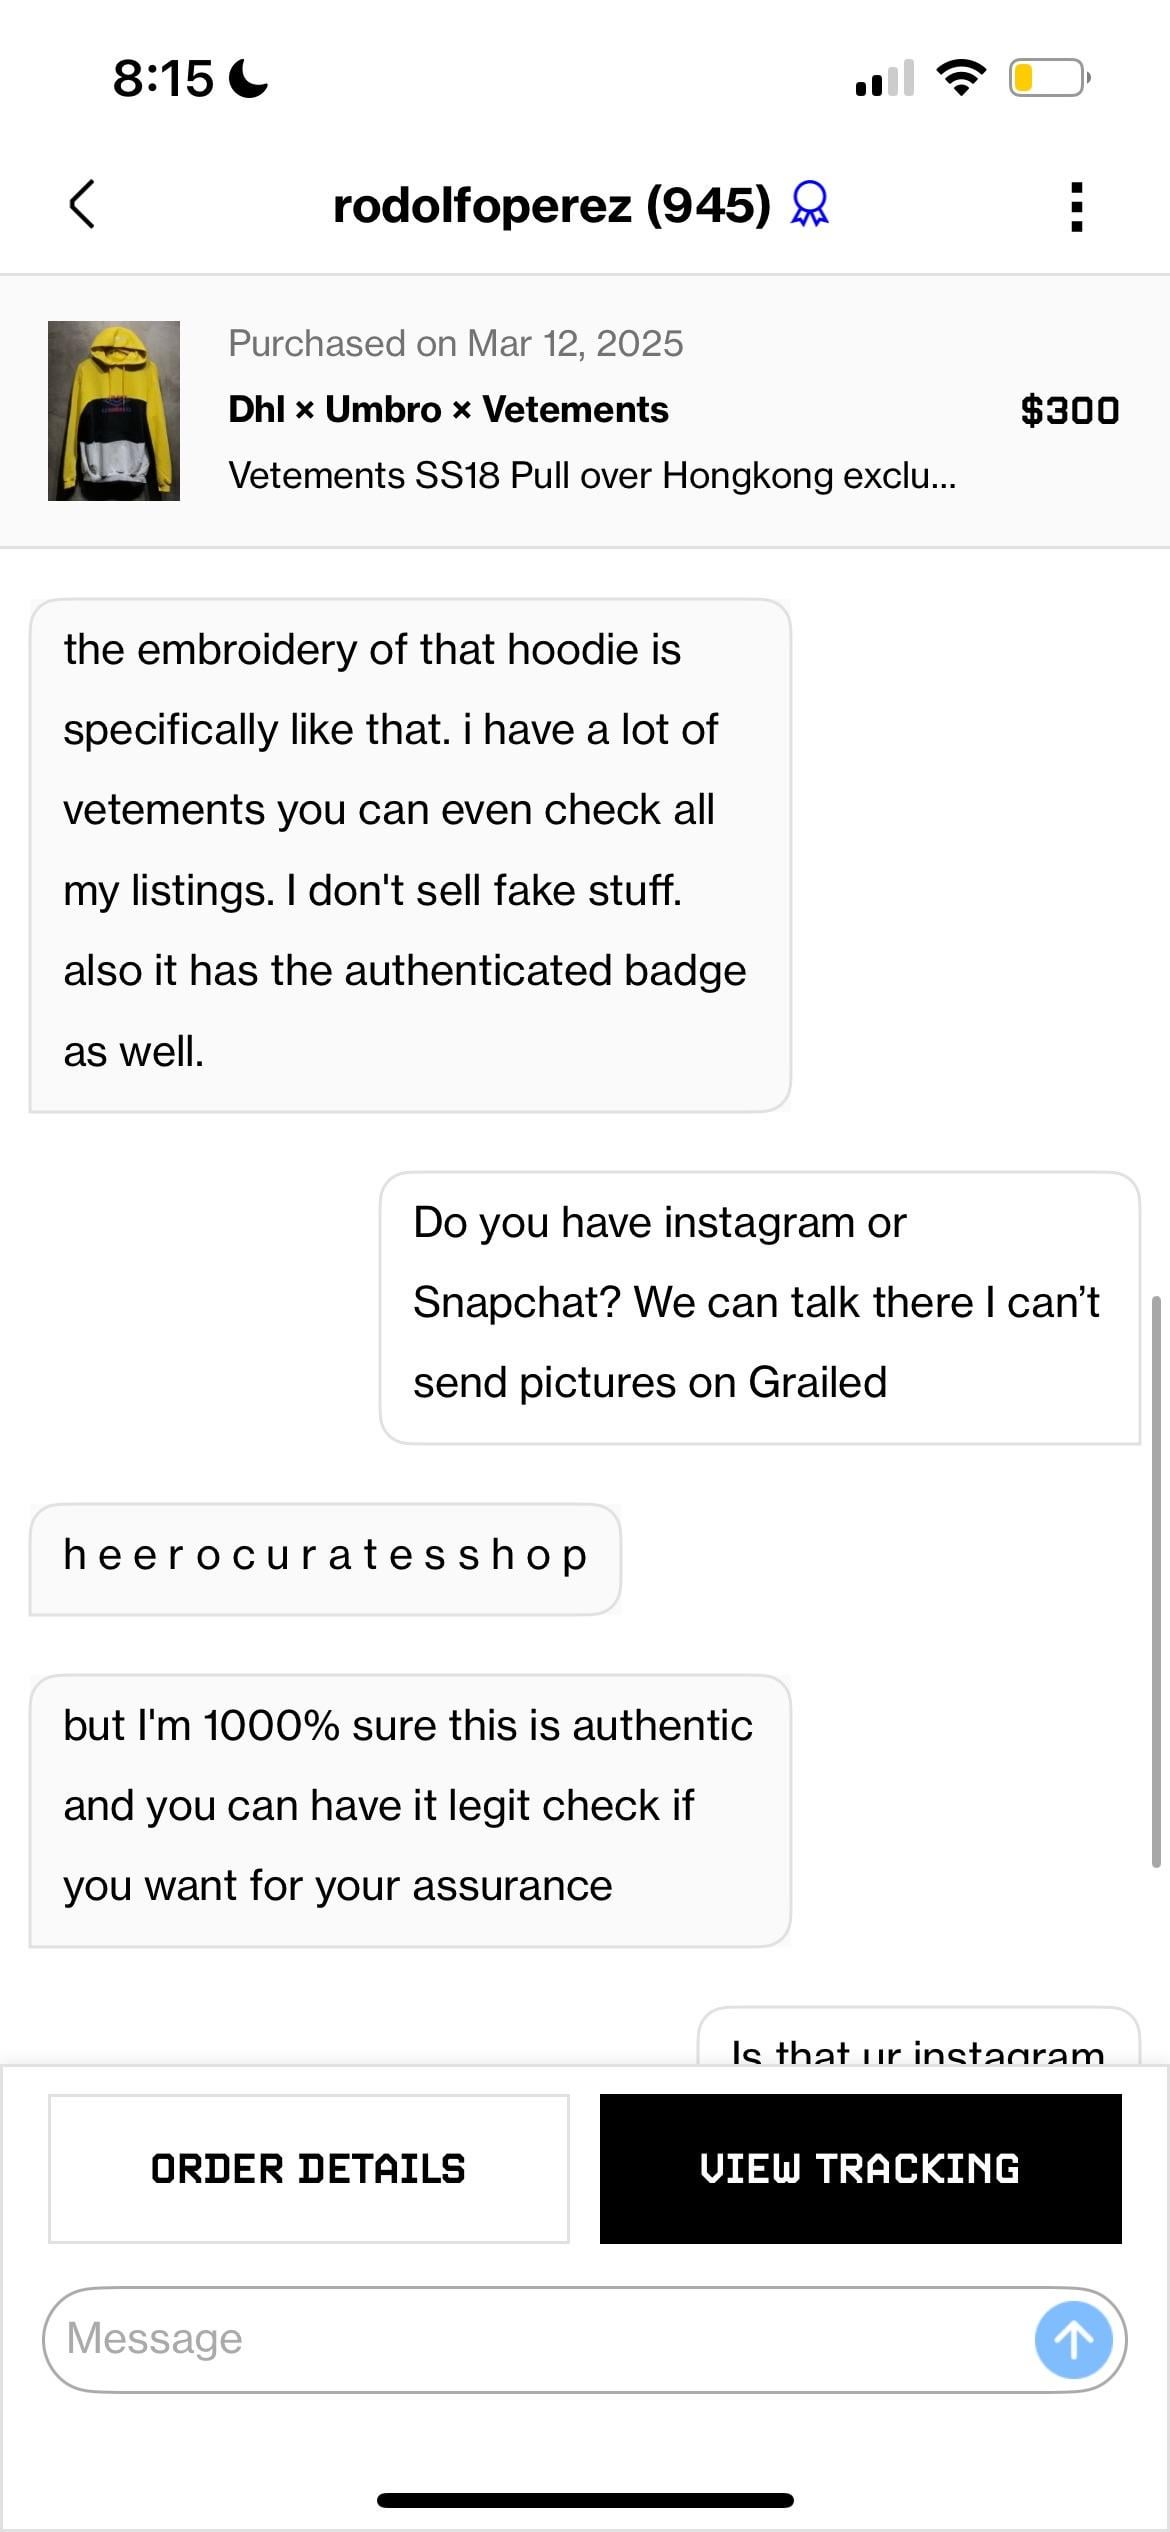 8:15
rodolfoperez (945)
Purchased on Mar 12, 2025
Dhl × Umbro × Vetements
$300
Vetements SS18 Pull over Hongkong exclu...
the embroidery of that hoodie is
specifically like that. i have a lot of
vetements you can even check all
my listings. I don't sell fake stuff.
also it has the authenticated badge
as well.
Do you have instagram or
Snapchat? We can talk there I can’t
send pictures on Grailed
h e e r o c u r a t e s s h o p
but I'm 1000% sure this is authentic
and you can have it legit check if
you want for your assurance
Is that ur instagram
ORDER DETAILS
VIEW TRACKING
Message